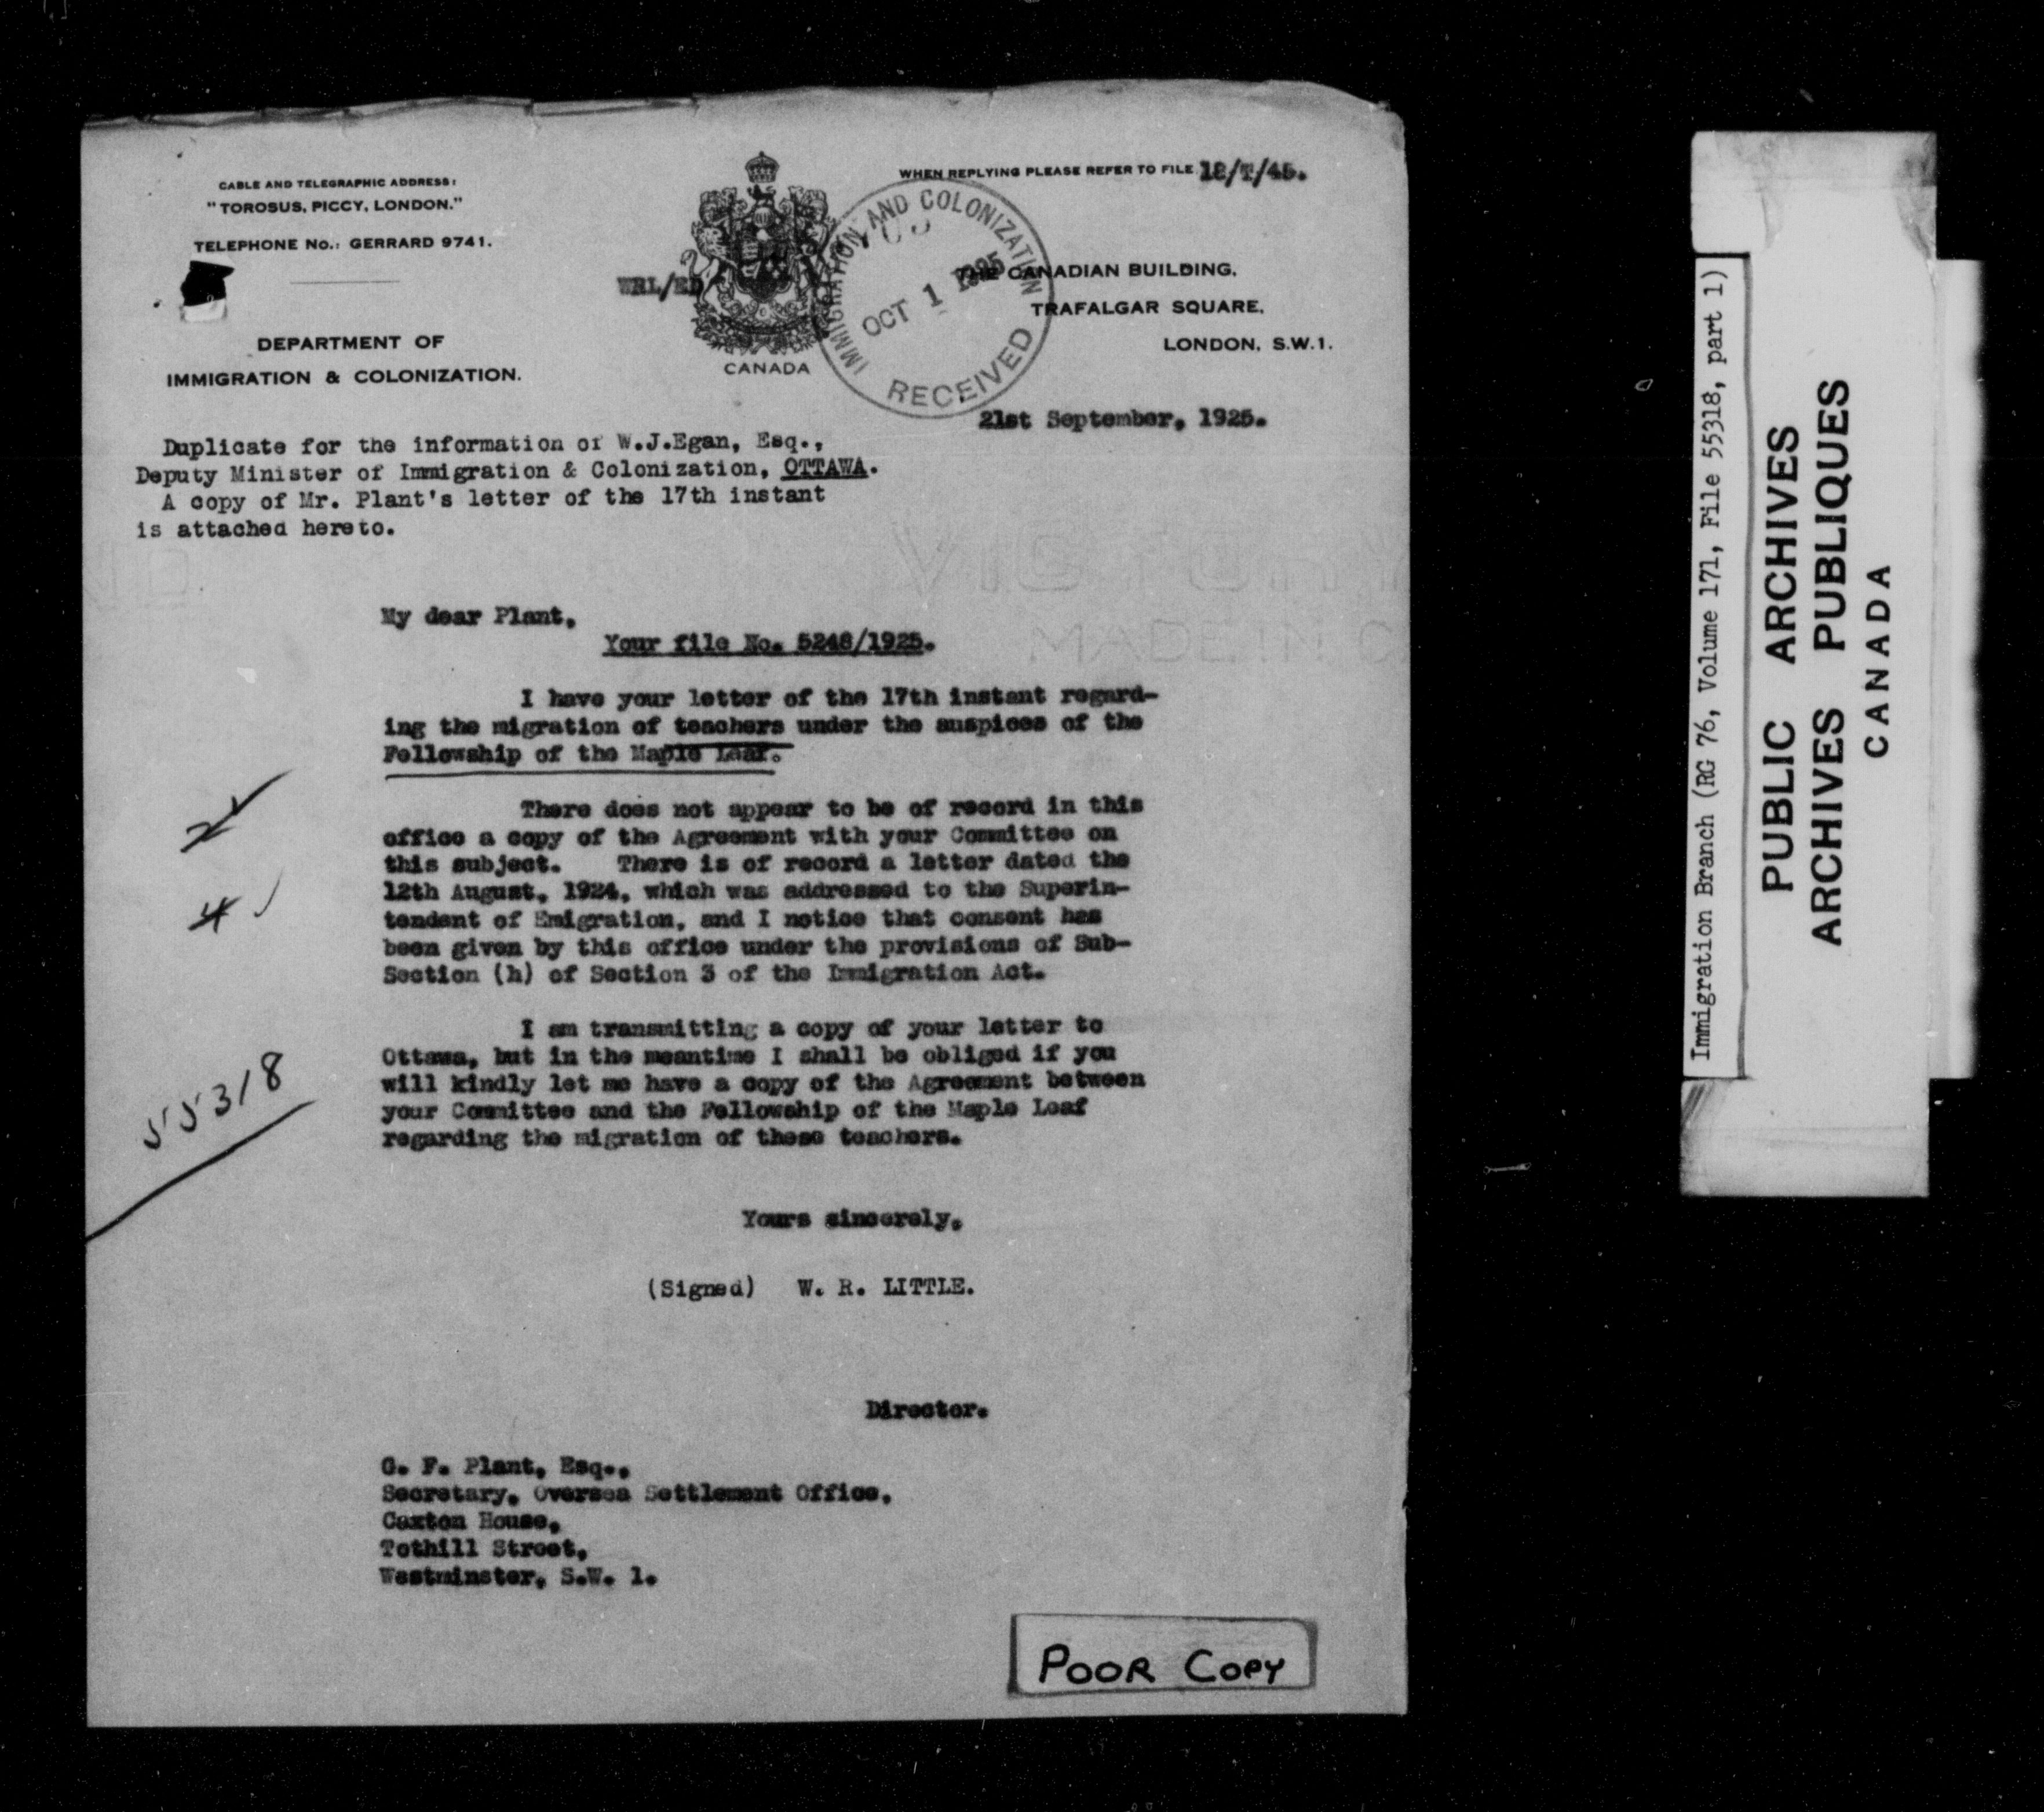 CABLE AND TELEGRAPHIC ADDRESS:
"TOROSUS, PICCY, LONDON."
TELEPHONE No.: GERRARD 9741.
DEPARTMENT OF
IMMIGRATION & COLONIZATION.
WRL/ED
CANADA
WHEN REPLYING PLEASE REFER TO FILE 12/T/45.
THE CANADIAN BUILDING,
TRAFALGAR SQUARE,
LONDON, S.W.1.
IMMIGRATION AND COLONIZATION
OCT 1 1925
RECEIVED
21st September, 1925.
Duplicate for the information of W.J.Egan, Esq.,
Deputy Minister of Immigration & Colonization, OTTAWA.
A copy of Mr. Plant's letter of the 17th instant
is attached hereto.
My dear Plant,
Your file No. 5248/1925.
I have your letter of the 17th instant regard-
ing the migration of teachers under the auspices of the
Fellowship of the Maple Leaf.
There does not appear to be of record in this
office a copy of the Agreement with your Committee on
this subject. There is of record a letter dated the
12th August, 1924, which was addressed to the Superin-
tendent of Emigration, and I notice that consent has
been given by this office under the provisions of Sub-
Section (h) of Section 3 of the Immigration Act.
I am transmitting a copy of your letter to
Ottawa, but in the meantime I shall be obliged if you
will kindly let me have a copy of the Agreement between
your Committee and the Fellowship of the Maple Leaf
regarding the migration of these teachers.
55318
Yours sincerely,
(Signed) W. R. LITTLE.
Director.
G. F. Plant, Esq.,
Secretary, Oversea Settlement Office,
Caxton House,
Tothill Street,
Westminster, S.W. 1.
POOR COPY
Immigration Branch (RG 76, Volume 171, File 55318, part 1)
PUBLIC ARCHIVES
ARCHIVES PUBLIQUES
CANADA